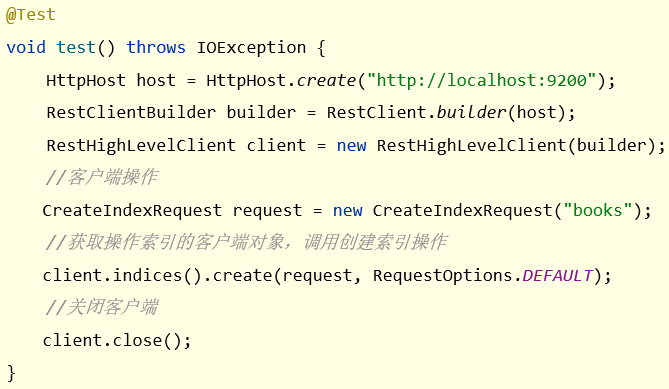 @Test
void test() throws IOException {
    HttpHost host = HttpHost.create("http://localhost:9200");
    RestClientBuilder builder = RestClient.builder(host);
    RestHighLevelClient client = new RestHighLevelClient(builder);
    //客户端操作
    CreateIndexRequest request = new CreateIndexRequest("books");
    //获取操作索引的客户端对象，调用创建索引操作
    client.indices().create(request, RequestOptions.DEFAULT);
    //关闭客户端
    client.close();
}